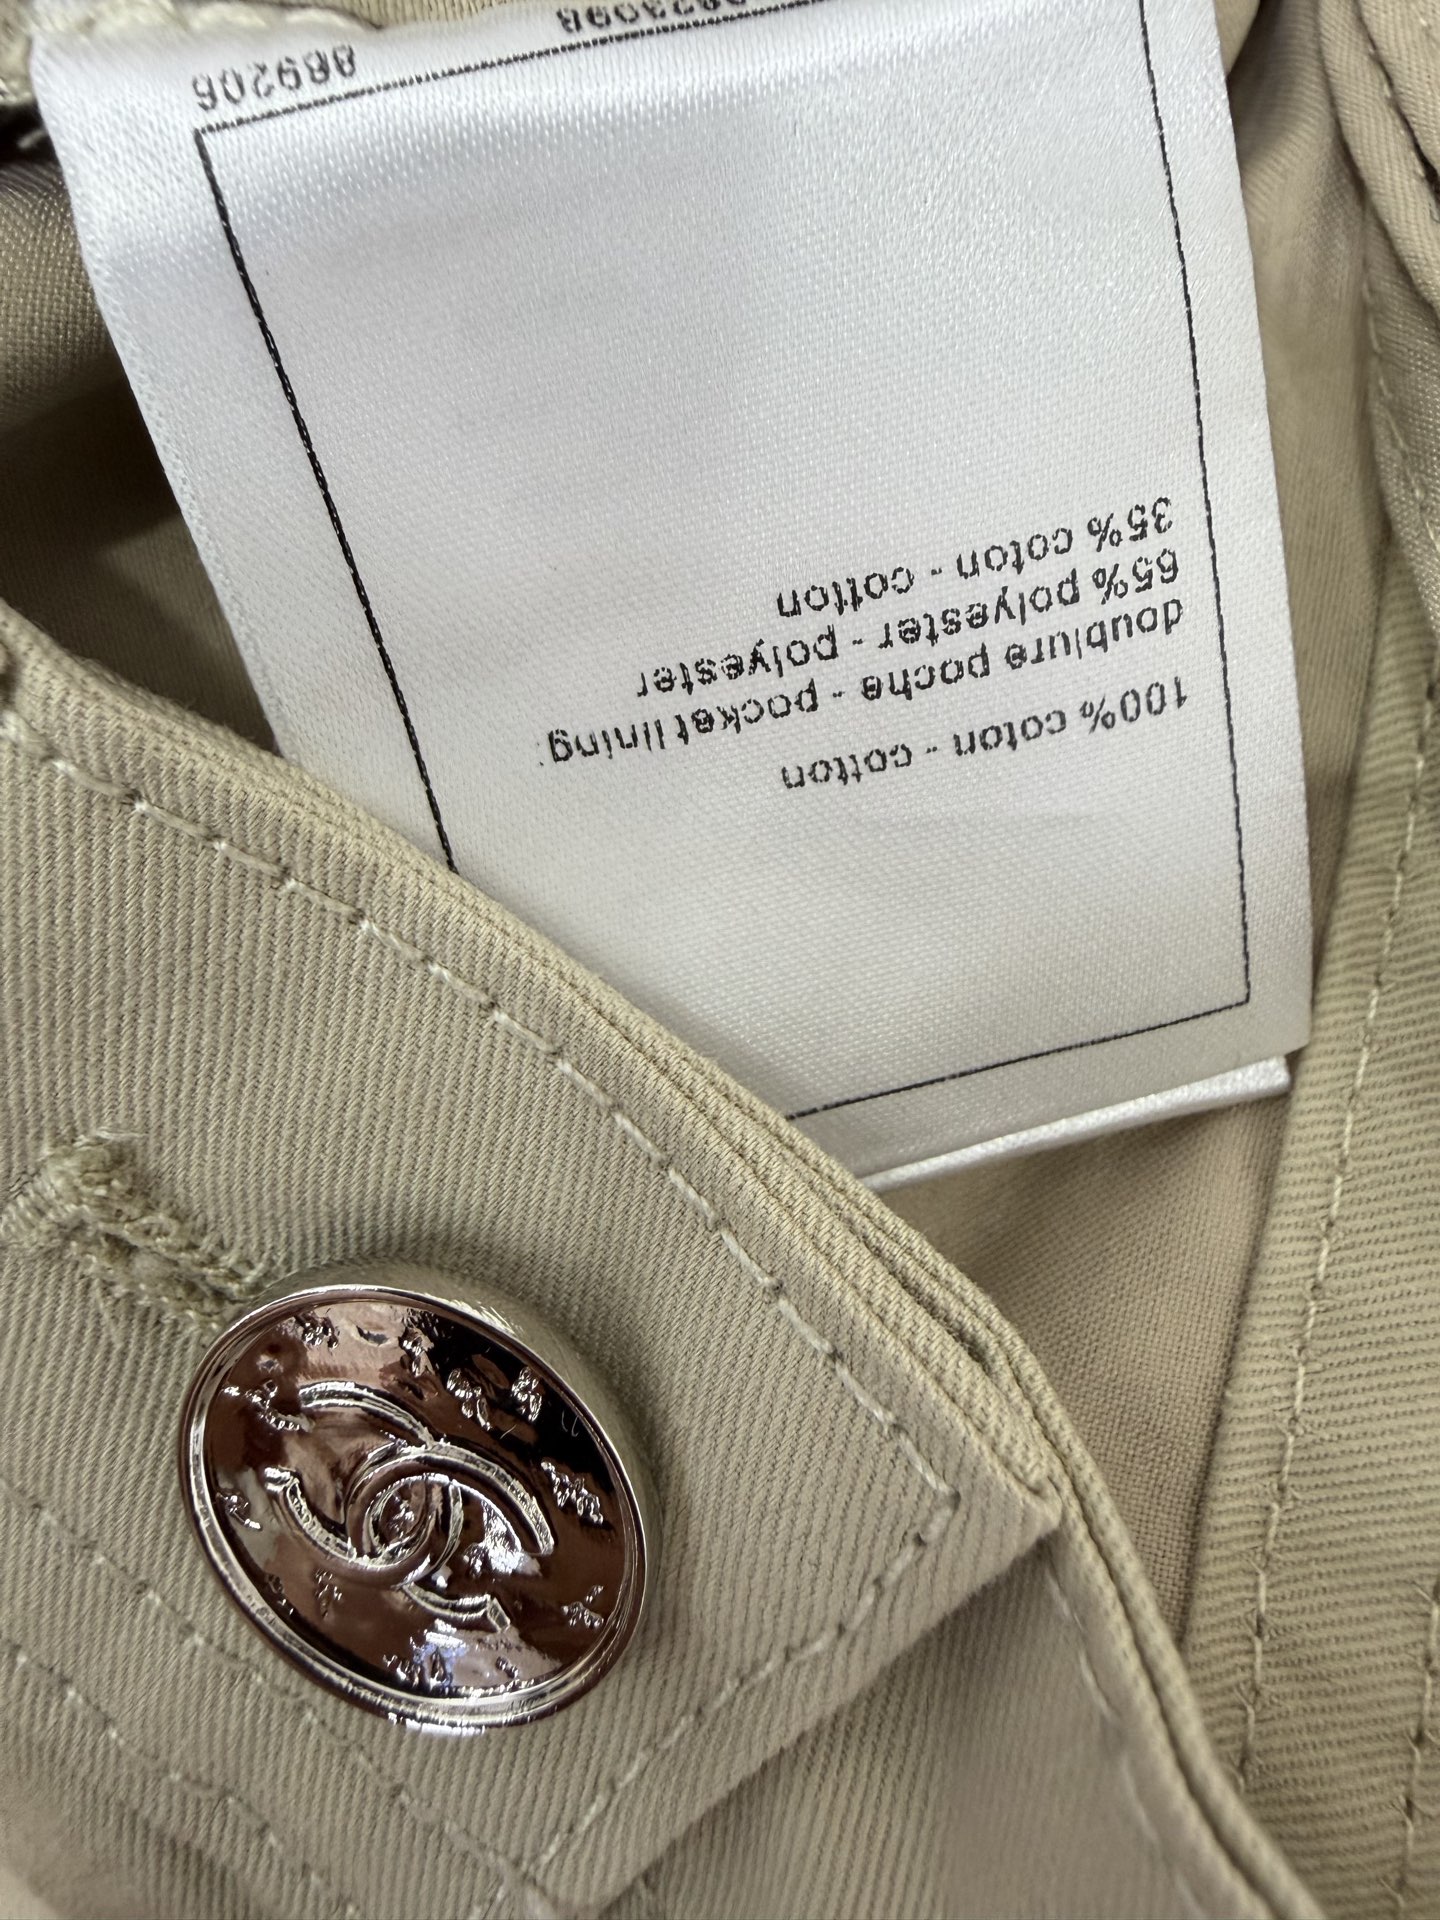 100% coton - cotton
doublure poche - pocket lining
65% polyester - polyester
35% coton - cotton